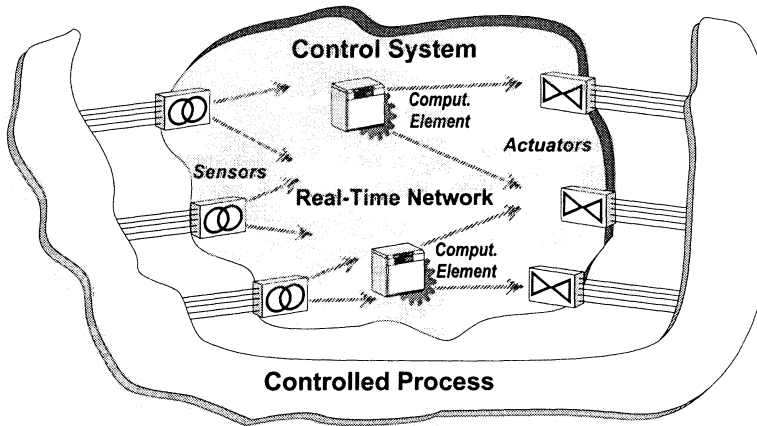 Control System
Comput.
Element
Actuators
Sensors
Real-Time Network
Comput.
Element
Controlled Process